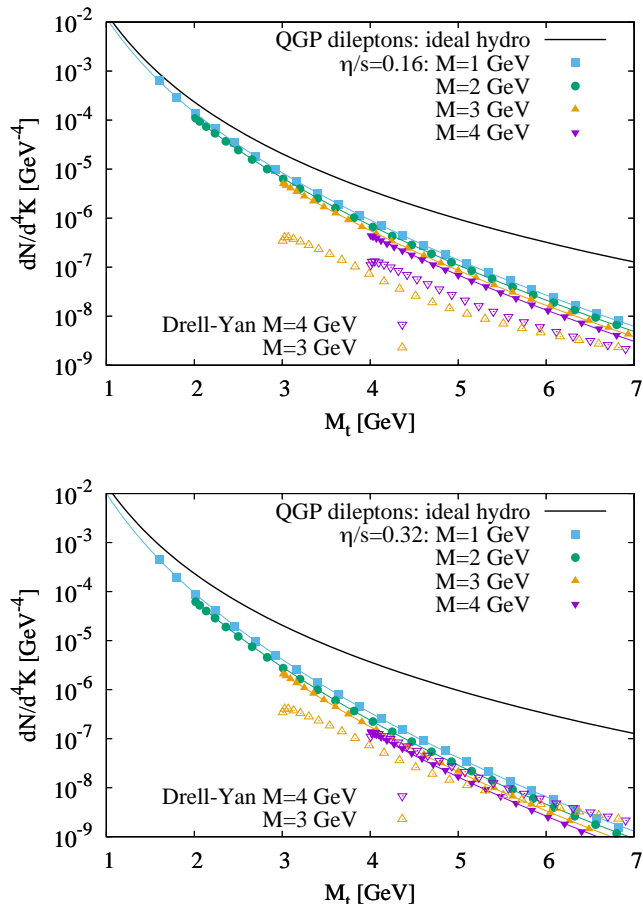 10^-2
10^-3
10^-4
10^-5
10^-6
10^-7
10^-8
10^-9
dN/d^4K [GeV^-4]
QGP dileptons: ideal hydro
η/s=0.16: M=1 GeV
M=2 GeV
M=3 GeV
M=4 GeV
Drell-Yan M=4 GeV
M=3 GeV
1 2 3 4 5 6 7
M_t [GeV]
10^-2
10^-3
10^-4
10^-5
10^-6
10^-7
10^-8
10^-9
dN/d^4K [GeV^-4]
QGP dileptons: ideal hydro
η/s=0.32: M=1 GeV
M=2 GeV
M=3 GeV
M=4 GeV
Drell-Yan M=4 GeV
M=3 GeV
1 2 3 4 5 6 7
M_t [GeV]